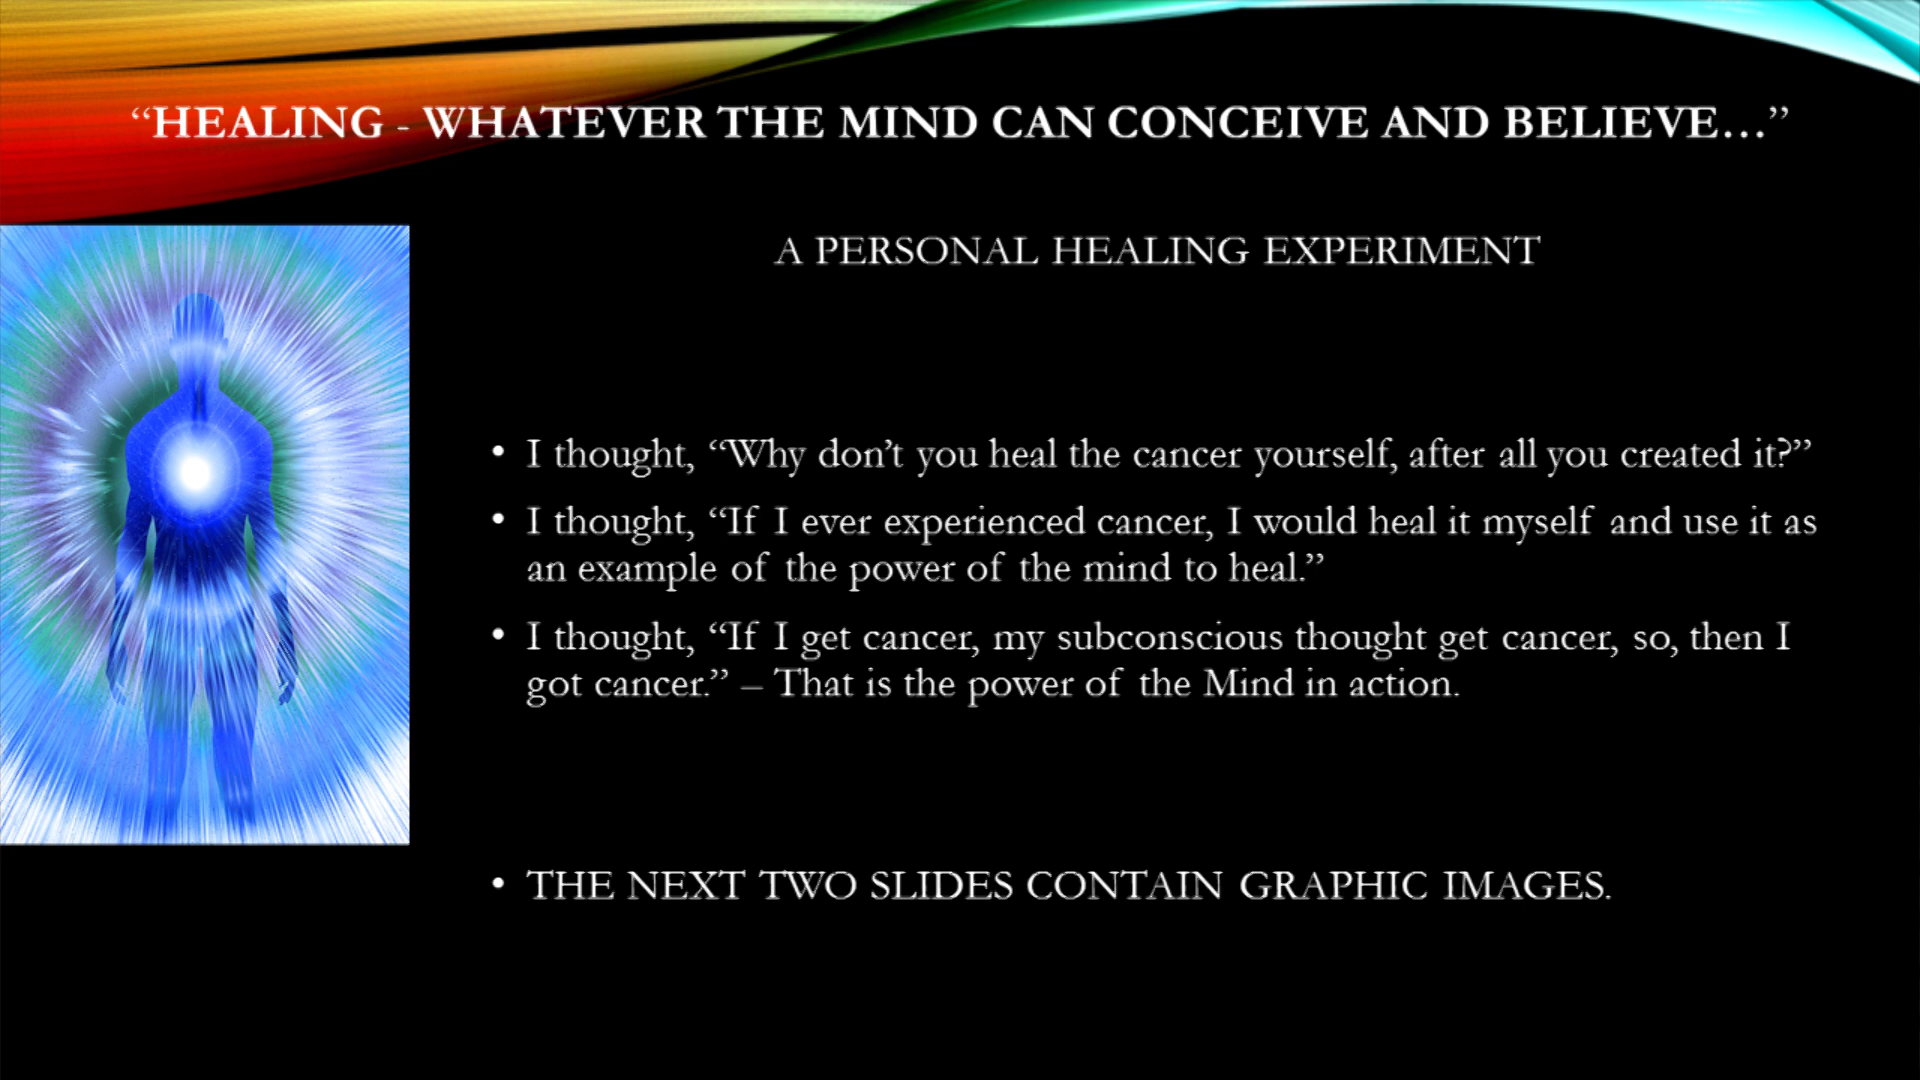 “HEALING - WHATEVER THE MIND CAN CONCEIVE AND BELIEVE…”
A PERSONAL HEALING EXPERIMENT
• I thought, “Why don’t you heal the cancer yourself, after all you created it?”
• I thought, “If I ever experienced cancer, I would heal it myself and use it as
an example of the power of the mind to heal.”
• I thought, “If I get cancer, my subconscious thought get cancer, so, then I
got cancer.” – That is the power of the Mind in action.
• THE NEXT TWO SLIDES CONTAIN GRAPHIC IMAGES.